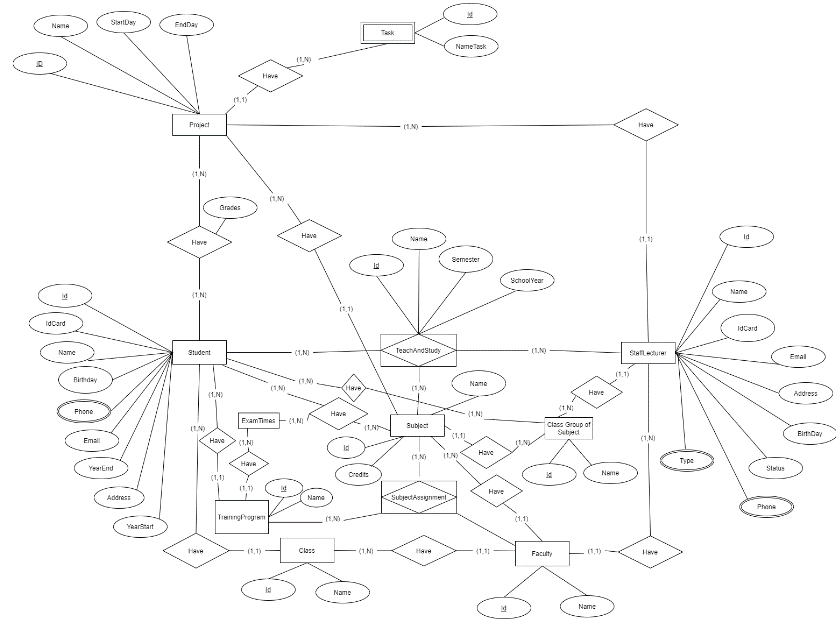 Id
Task
NameTask
Name
StartDay
EndDay
ID
(1,N)
Have
(1,1)
Project
(1,N)
Have
(1,N)
(1,N)
Grades
Have
Have
(1,1)
Id
Name
Id
Semester
SchoolYear
Id
Name
IdCard
Email
Address
BirthDay
Status
Type
Phone
(1,N)
(1,1)
Id
IdCard
Name
Birthday
Phone
Email
YearEnd
Address
YearStart
Student
(1,N)
TeachAndStudy
(1,N)
StaffLecturer
(1,1)
Have
(1,N)
(1,N)
Have
(1,N)
Name
(1,N)
ExamTimes
(1,N)
Have
(1,N)
Subject
Class Group of
Subject
(1,N)
(1,N)
Have
(1,N)
Have
(1,1)
Id
Credits
(1,1)
Have
(1,N)
(1,N)
(1,N)
Id
Name
(1,N)
(1,1)
TrainingProgram
Id
Name
(1,N)
SubjectAssignment
Have
(1,1)
Have
(1,1)
Class
(1,N)
Have
(1,1)
Faculty
(1,1)
Have
Id
Name
Id
Name